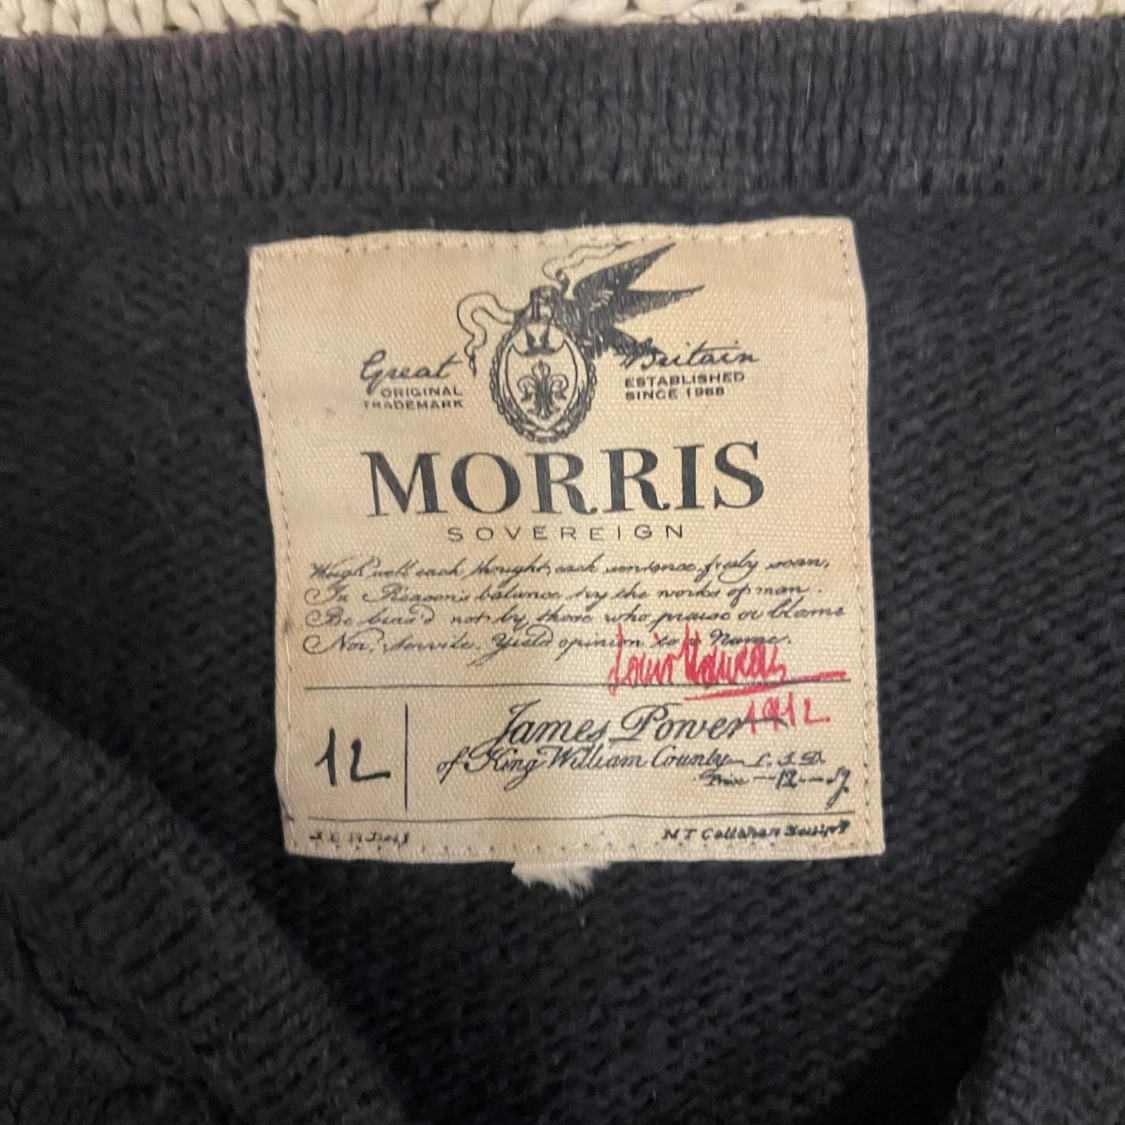 Great Britain
ORIGINAL TRADEMARK ESTABLISHED SINCE 1968
MORRIS
SOVEREIGN
Weigh well each thought, each sentence freely scan,
In Reason's balance try the works of man.
Be bias'd not by those who praise or blame
Nor, Servile, Yield opinion to a Name.
1912
1L
James Power
of King William County L.S.D.